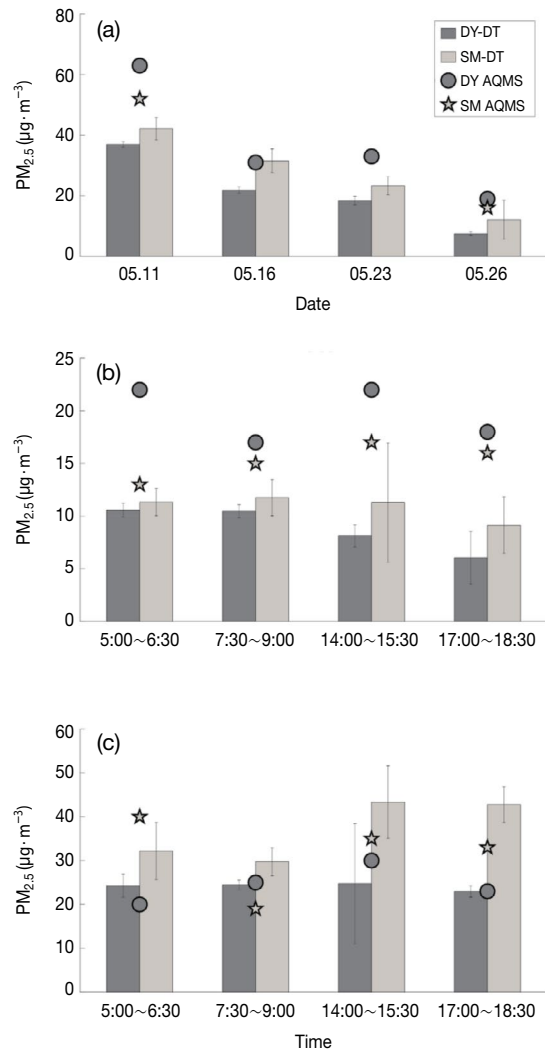 (a)
DY-DT
SM-DT
DY AQMS
SM AQMS
PM2.5 (μg · m−3)
80
60
40
20
0
05.11 05.16 05.23 05.26
Date
(b)
PM2.5 (μg · m−3)
25
20
15
10
5
0
5:00~6:30 7:30~9:00 14:00~15:30 17:00~18:30
(c)
PM2.5 (μg · m−3)
60
50
40
30
20
10
0
5:00~6:30 7:30~9:00 14:00~15:30 17:00~18:30
Time